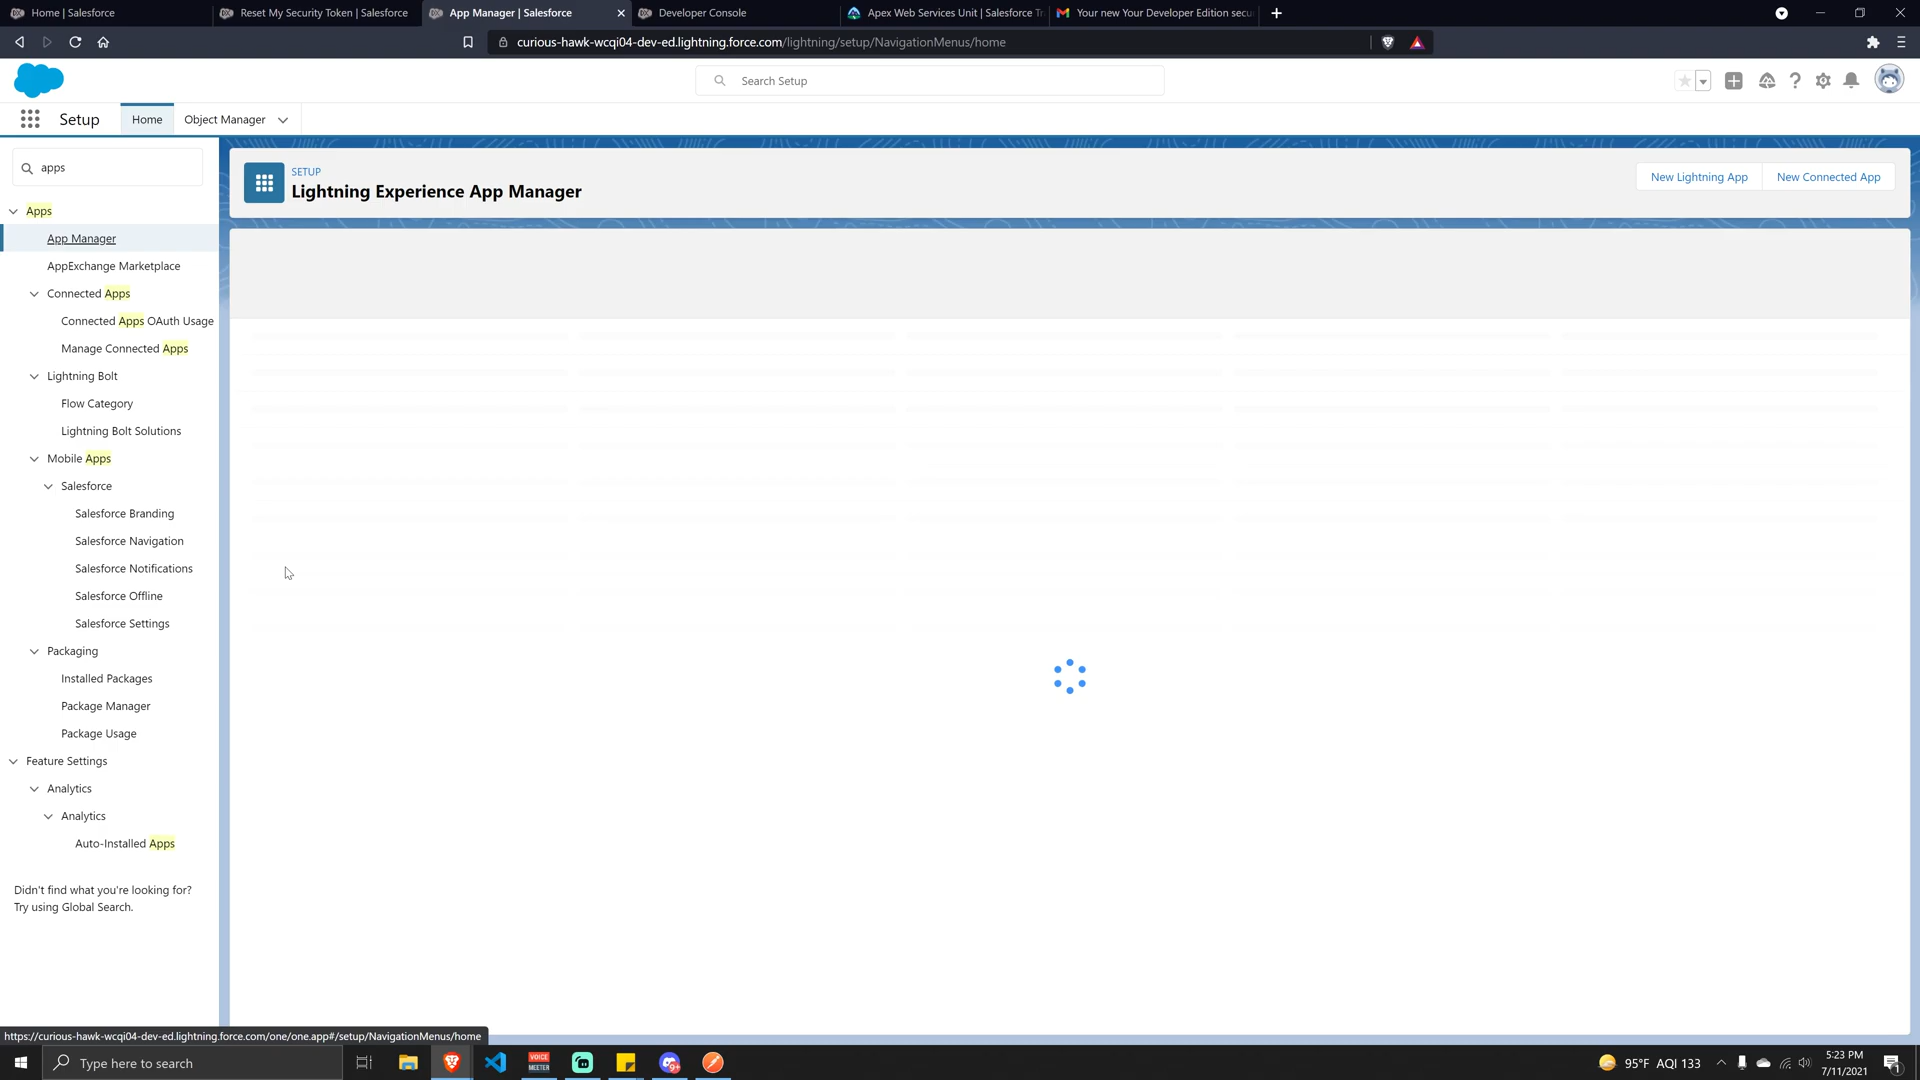 Home | Salesforce
Reset My Security Token | Salesforce
App Manager | Salesforce
Developer Console
Apex Web Services Unit | Salesforce Tr
Your new Your Developer Edition secu
curious-hawk-wcqi04-dev-ed.lightning.force.com/lightning/setup/NavigationMenus/home
Search Setup
Setup
Home
Object Manager
apps
SETUP
Lightning Experience App Manager
New Lightning App
New Connected App
Apps
App Manager
AppExchange Marketplace
Connected Apps
Connected Apps OAuth Usage
Manage Connected Apps
Lightning Bolt
Flow Category
Lightning Bolt Solutions
Mobile Apps
Salesforce
Salesforce Branding
Salesforce Navigation
Salesforce Notifications
Salesforce Offline
Salesforce Settings
Packaging
Installed Packages
Package Manager
Package Usage
Feature Settings
Analytics
Analytics
Auto-Installed Apps
Didn't find what you're looking for?
Try using Global Search.
https://curious-hawk-wcqi04-dev-ed.lightning.force.com/one/one.app#/setup/NavigationMenus/home
Type here to search
VOICE
MEETER
9+
95°F AQI 133
5:23 PM
7/11/2021
1